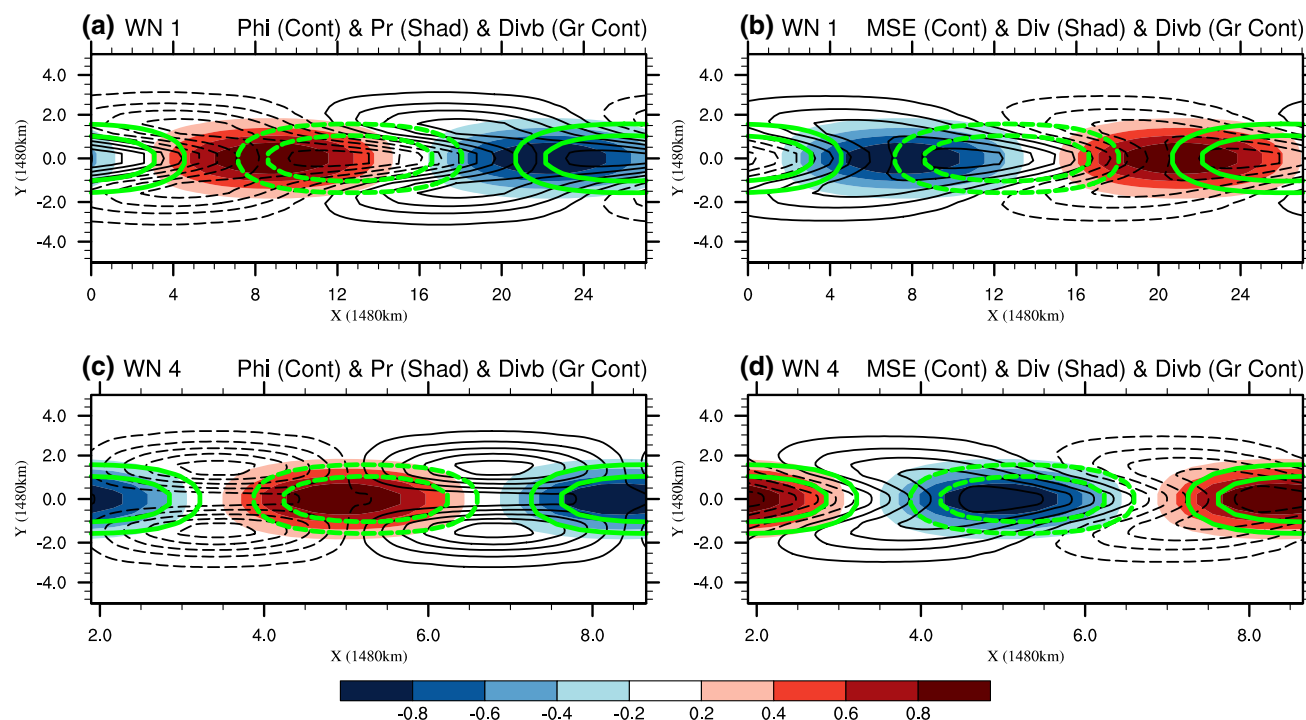 (a) WN 1 Phi (Cont) & Pr (Shad) & Divb (Gr Cont)
(b) WN 1 MSE (Cont) & Div (Shad) & Divb (Gr Cont)
4.0
2.0
0.0
-2.0
-4.0
Y (1480km)
0 4 8 12 16 20 24
X (1480km)
4.0
2.0
0.0
-2.0
-4.0
Y (1480km)
0 4 8 12 16 20 24
X (1480km)
(c) WN 4 Phi (Cont) & Pr (Shad) & Divb (Gr Cont)
(d) WN 4 MSE (Cont) & Div (Shad) & Divb (Gr Cont)
4.0
2.0
0.0
-2.0
-4.0
Y (1480km)
2.0 4.0 6.0 8.0
X (1480km)
4.0
2.0
0.0
-2.0
-4.0
Y (1480km)
2.0 4.0 6.0 8.0
X (1480km)
-0.8 -0.6 -0.4 -0.2 0.2 0.4 0.6 0.8